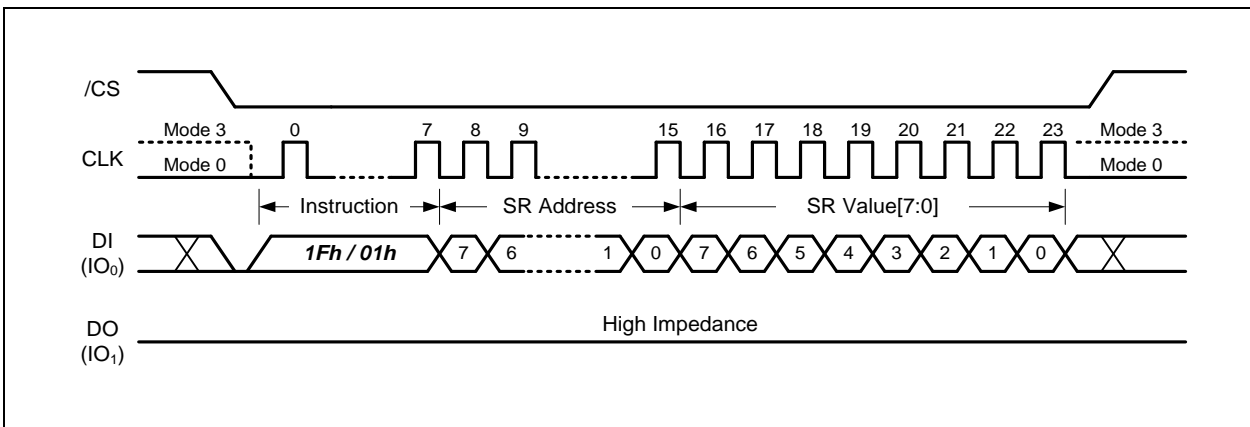 /CS
Mode 3 0 7 8 9 15 16 17 18 19 20 21 22 23 Mode 3
CLK
Mode 0 Mode 0
Instruction SR Address SR Value[7:0]
DI
(IO₀)
1Fh / 01h 7 6 1 0 7 6 5 4 3 2 1 0
High Impedance
DO
(IO₁)